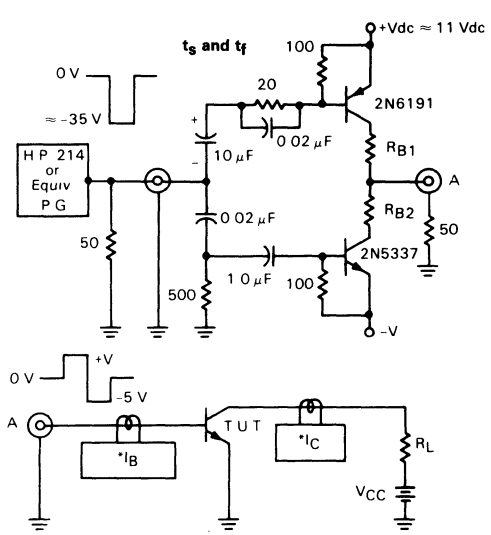 +Vdc ≈ 11 Vdc
ts and tf
100
0 V
20
2N6191
≈ -35 V
0 02 μF
+
10 μF
-
RB1
HP 214
or
Equiv
P G
A
RB2
0 02 μF
50
50
2N5337
1 0 μF
500
100
-V
+V
0 V
-5 V
A
T U T
*IB
*IC
RL
VCC